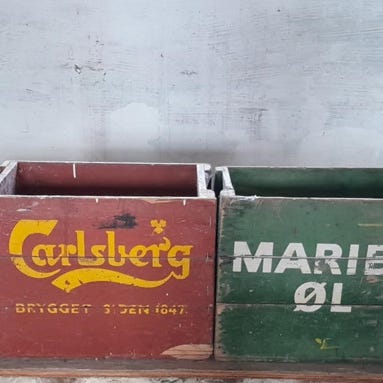 Carlsberg
BRYGGET SIDEN 1847
MARIE
ØL